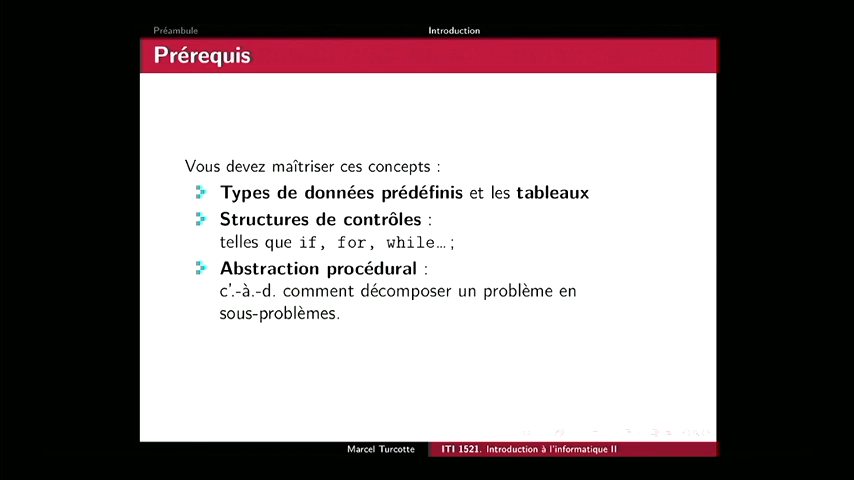 Préambule Introduction
Prérequis
Vous devez maîtriser ces concepts :
Types de données prédéfinis et les tableaux
Structures de contrôles :
telles que if, for, while… ;
Abstraction procédural :
c'.-à.-d. comment décomposer un problème en
sous-problèmes.
Marcel Turcotte ITI 1521. Introduction à l'informatique II